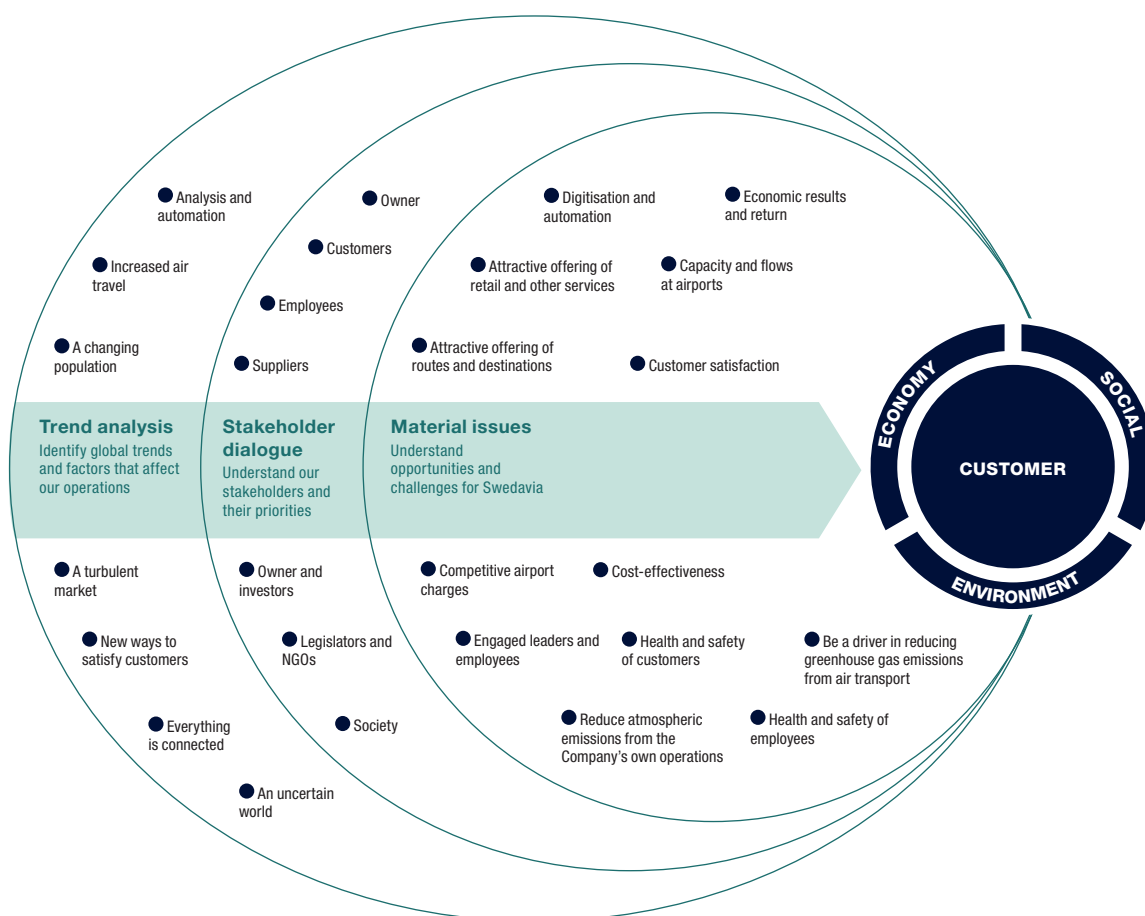 Analysis and
automation
Increased air
travel
A changing
population
Owner
Customers
Employees
Suppliers
Digitisation and
automation
Economic results
and return
Attractive offering of
retail and other services
Capacity and flows
at airports
Attractive offering of
routes and destinations
Customer satisfaction
Trend analysis
Identify global trends
and factors that affect
our operations
Stakeholder
dialogue
Understand our
stakeholders and
their priorities
Material issues
Understand
opportunities and
challenges for Swedavia
ECONOMY
SOCIAL
CUSTOMER
ENVIRONMENT
A turbulent
market
New ways to
satisfy customers
Everything
is connected
An uncertain
world
Owner and
investors
Legislators and
NGOs
Society
Competitive airport
charges
Cost-effectiveness
Engaged leaders and
employees
Health and safety
of customers
Be a driver in reducing
greenhouse gas emissions
from air transport
Reduce atmospheric
emissions from the
Company's own operations
Health and safety of
employees